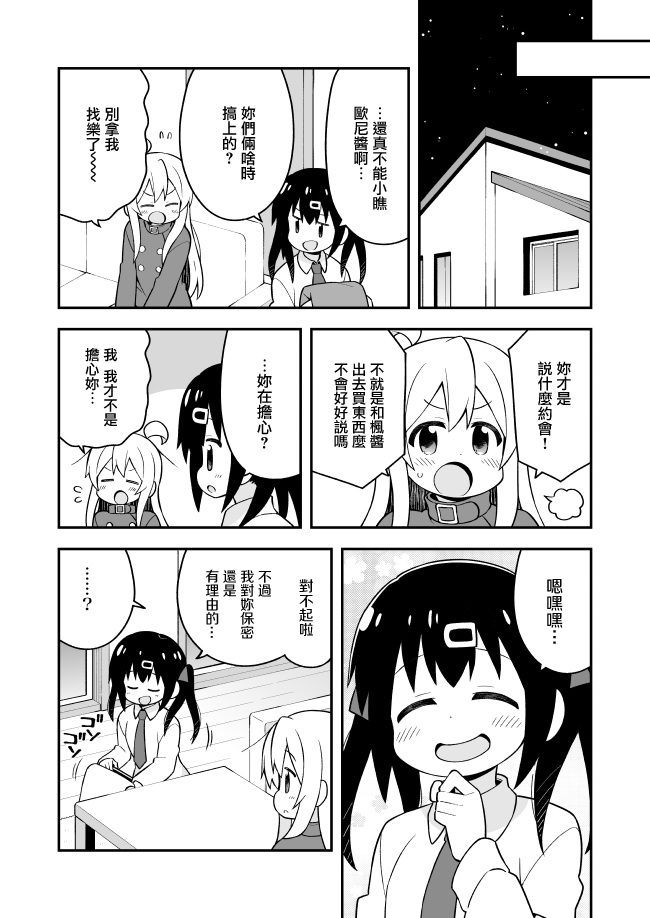 …還真不能小瞧
歐尼醬啊…
妳們倆啥時
搞上的？
別拿我
找樂了～～
妳才是
說什麼約會！
不就是和楓醬
出去買東西麼
不會好好說嗎
…妳在擔心？
我 我才不是
擔心妳…
嗯嘿嘿…
對不起啦
不過
我對妳保密
還是
有理由的…
……？
ゴソ
ゴソ